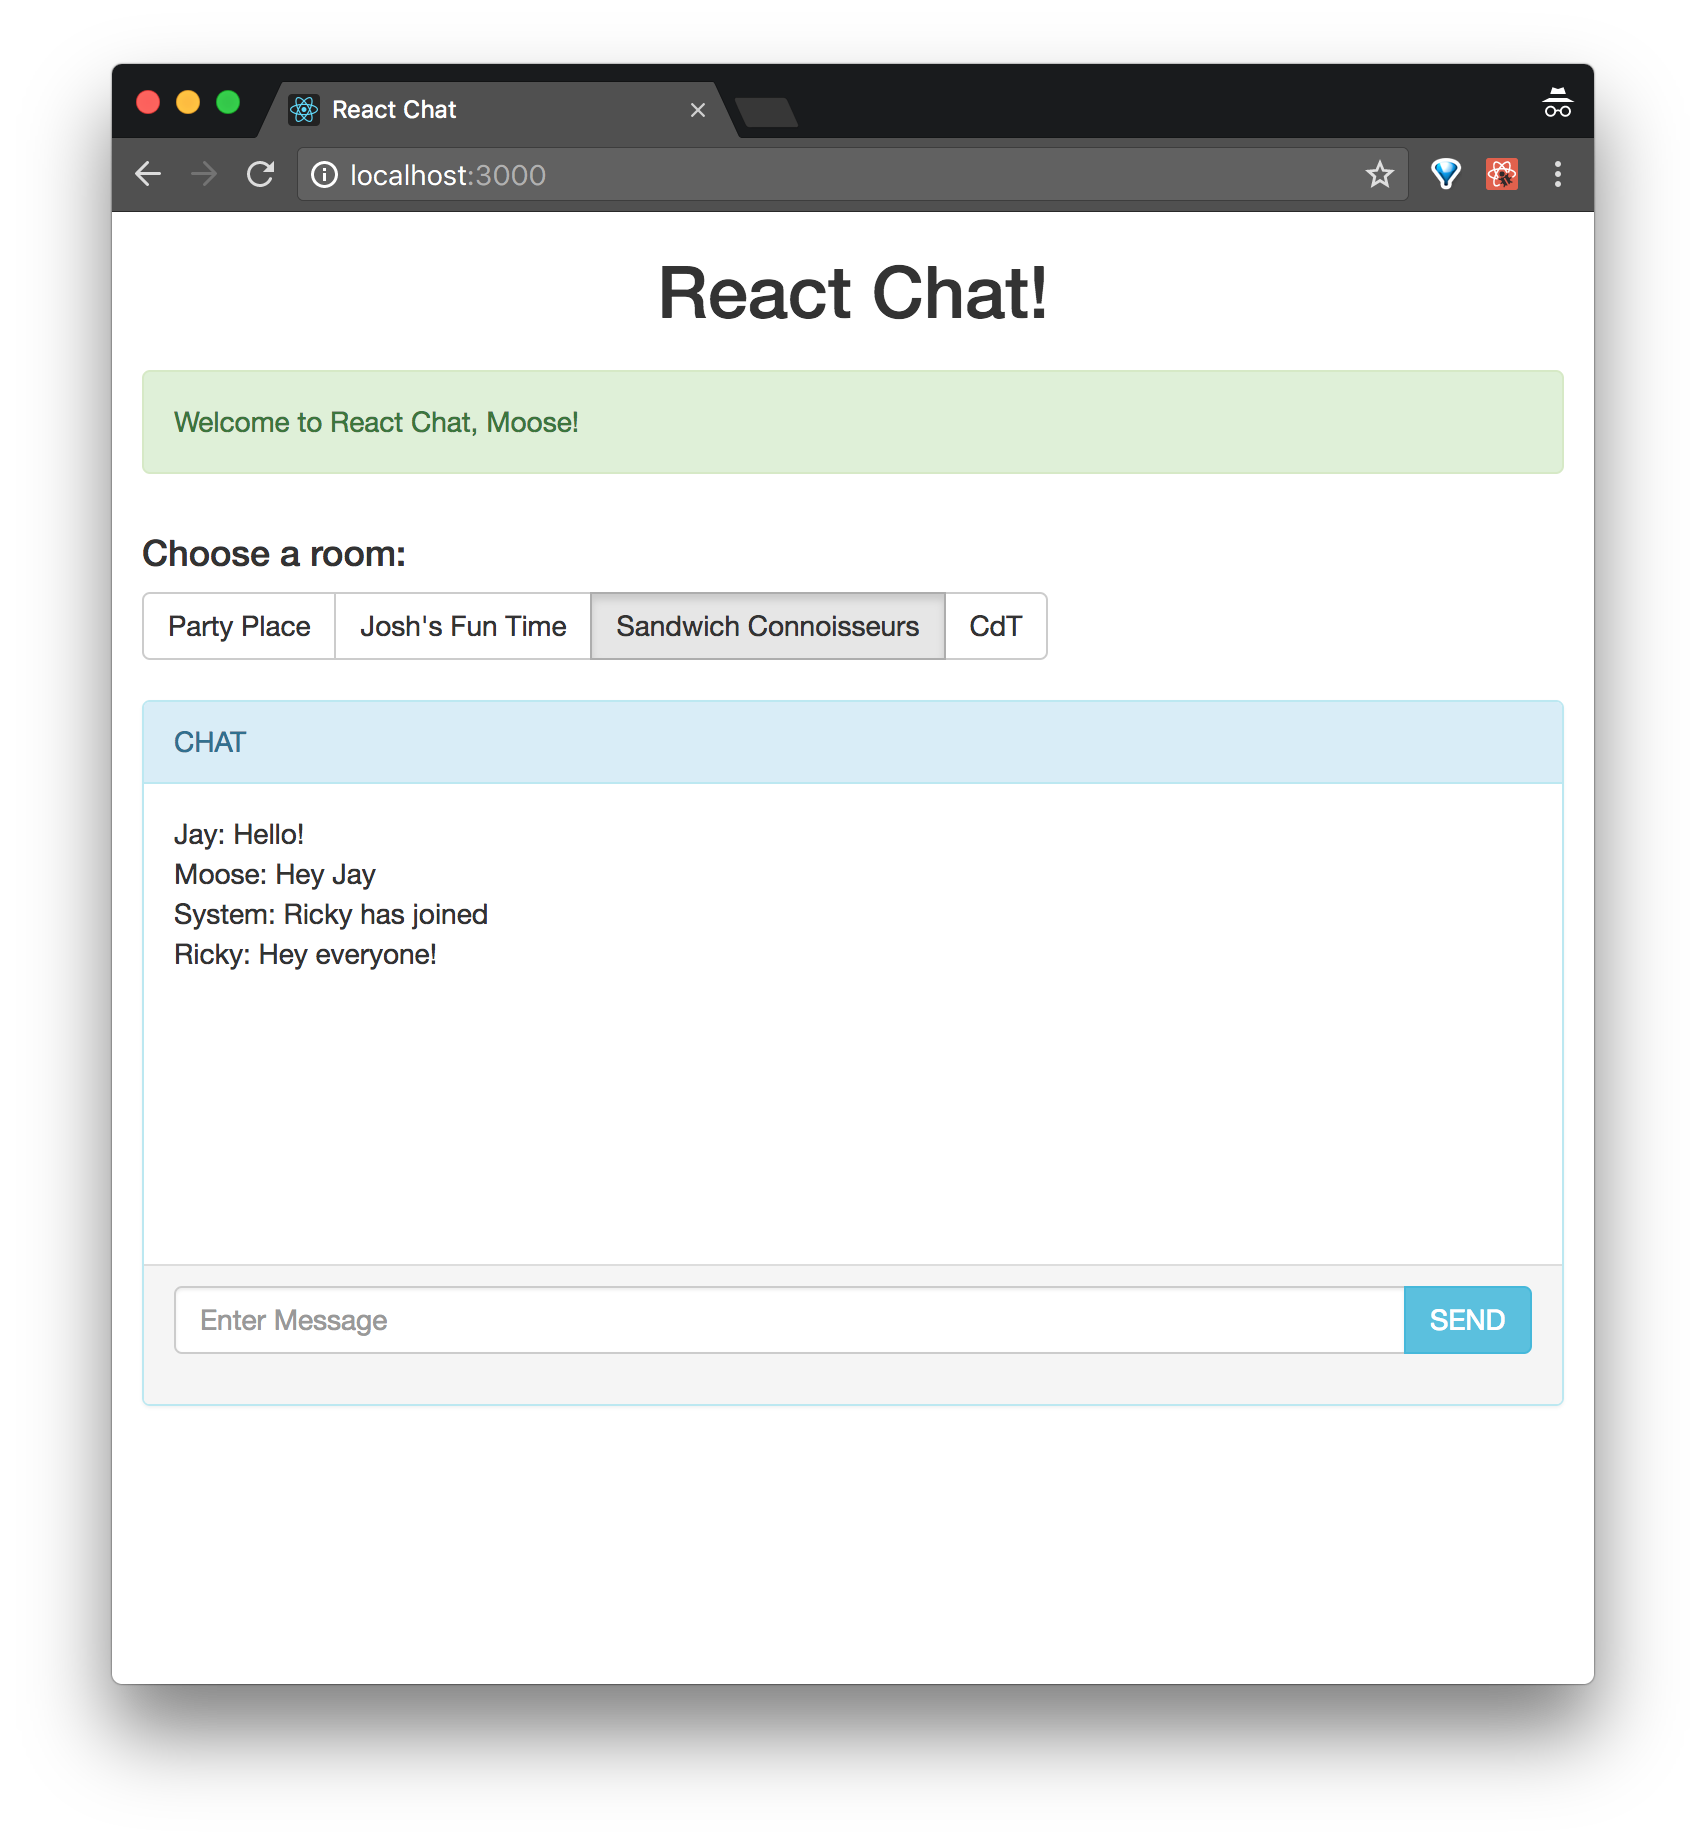 React Chat
localhost:3000
React Chat!
Welcome to React Chat, Moose!
Choose a room:
Party Place
Josh's Fun Time
Sandwich Connoisseurs
CdT
CHAT
Jay: Hello!
Moose: Hey Jay
System: Ricky has joined
Ricky: Hey everyone!
Enter Message
SEND